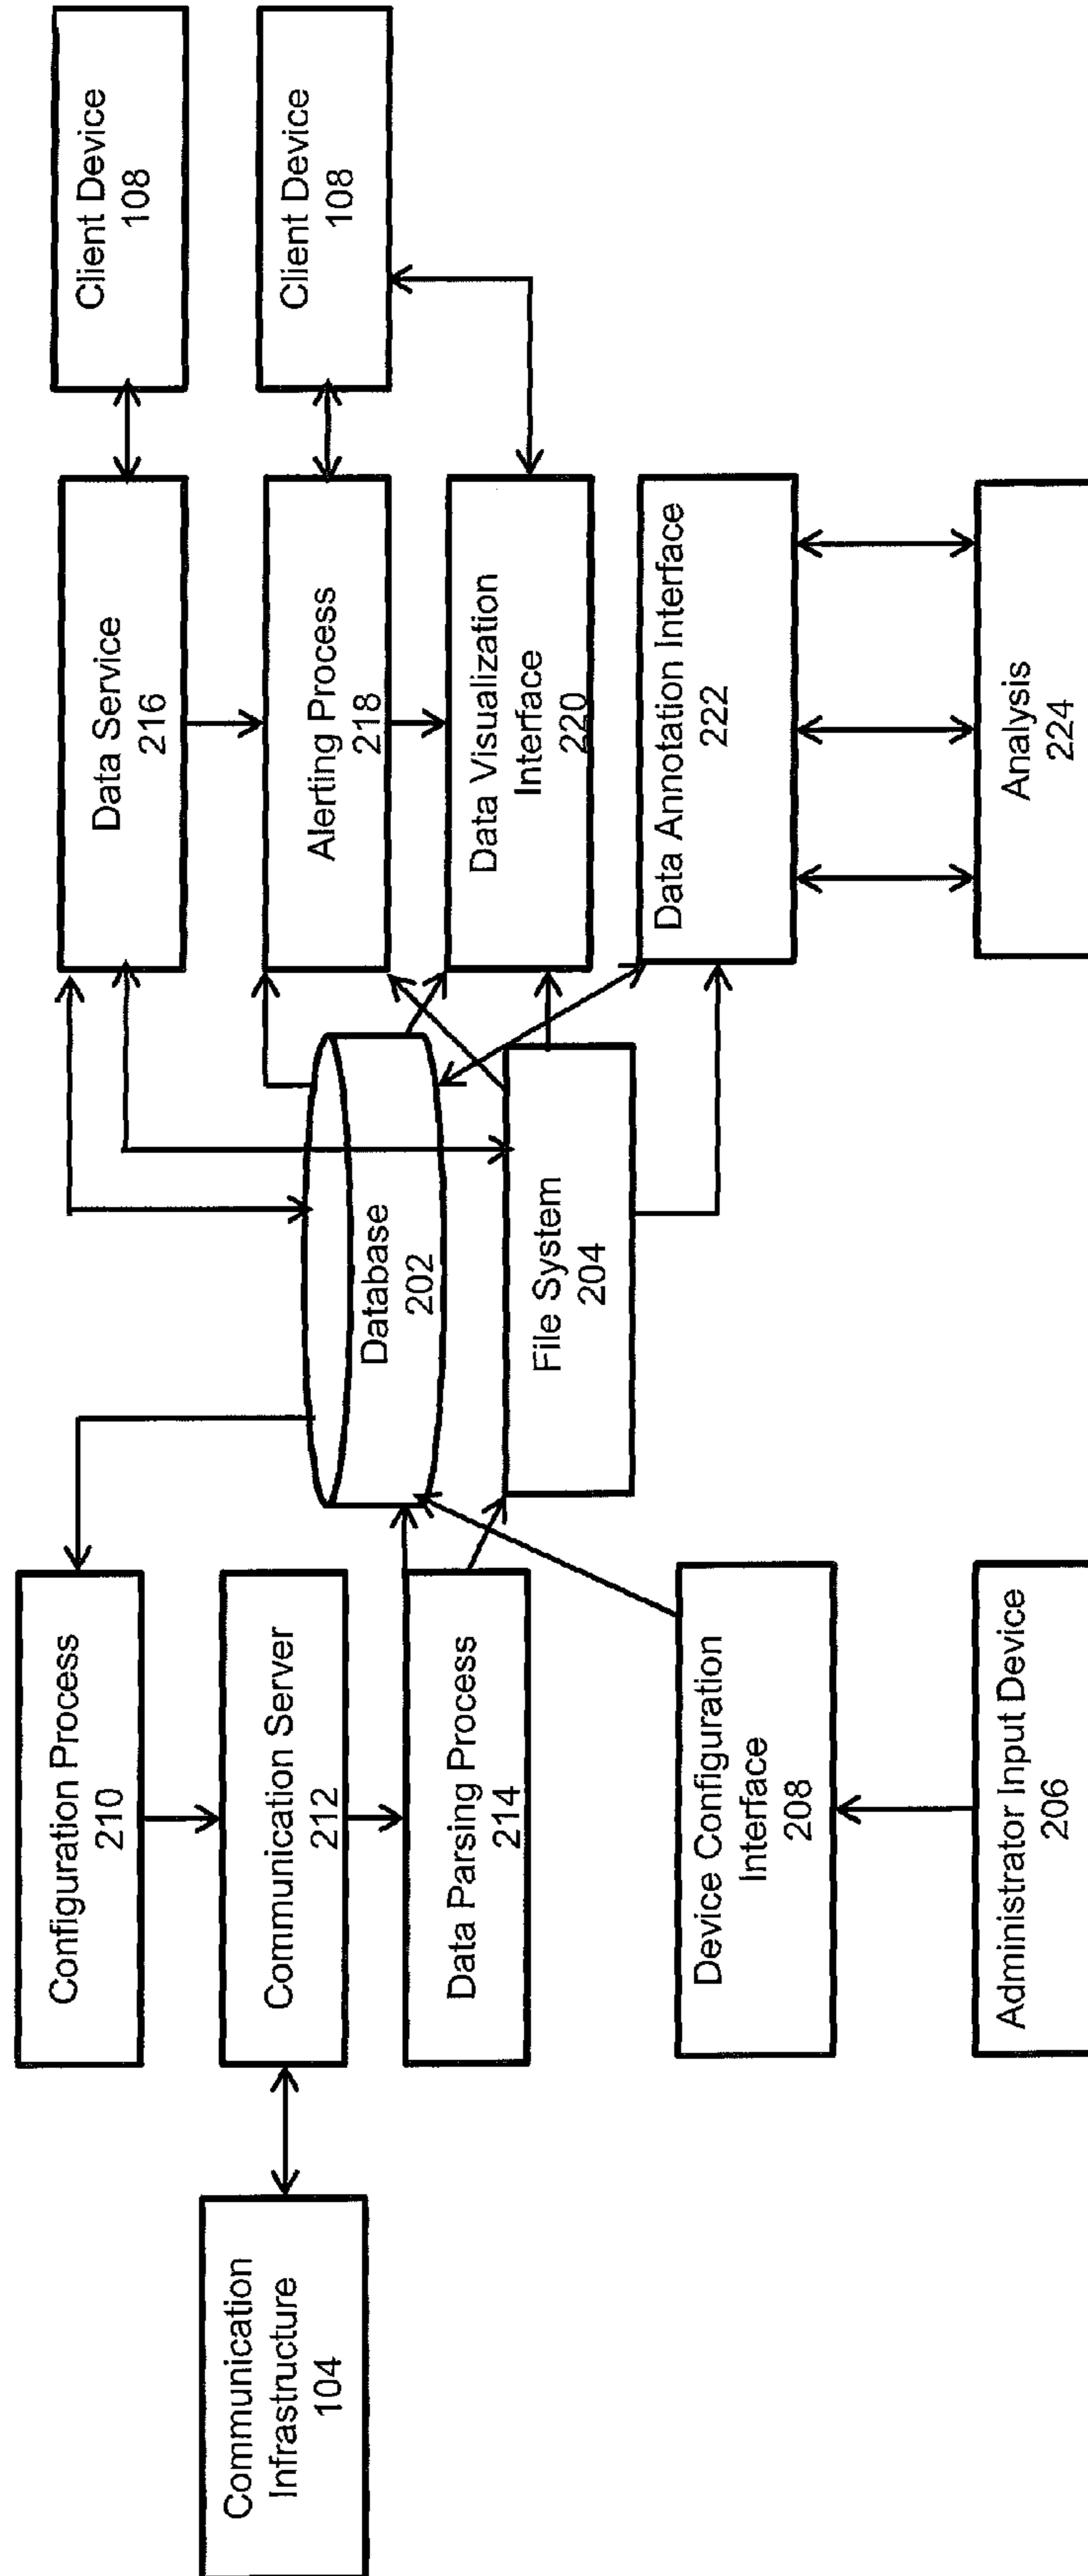 Communication
Infrastructure
104
Configuration Process
210
Communication Server
212
Data Parsing Process
214
Device Configuration
Interface
208
Administrator Input Device
206
Database
202
File System
204
Data Service
216
Alerting Process
218
Data Visualization
Interface
220
Data Annotation Interface
222
Analysis
224
Client Device
108
Client Device
108